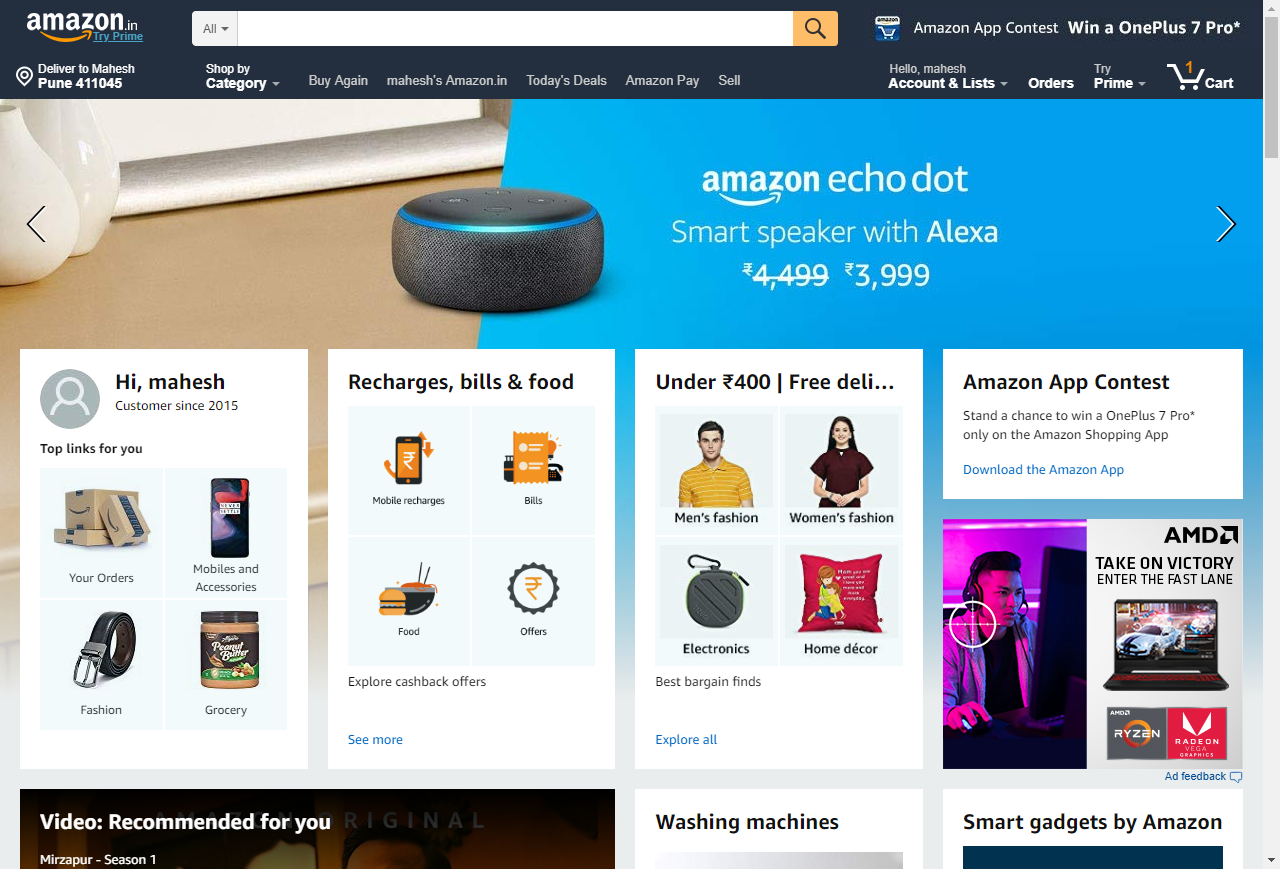 amazon.in
Try Prime
All
Amazon App Contest Win a OnePlus 7 Pro*
Deliver to Mahesh
Pune 411045
Shop by
Category
Buy Again
mahesh's Amazon.in
Today's Deals
Amazon Pay
Sell
Hello, mahesh
Account & Lists
Orders
Try
Prime
1
Cart
amazon echo dot
Smart speaker with Alexa
₹4,499 ₹3,999
Hi, mahesh
Customer since 2015
Top links for you
NEVER
SETTLE
Your Orders
Mobiles and
Accessories
Peanut
Butter
Fashion
Grocery
Recharges, bills & food
Mobile recharges
Bills
Food
Offers
Explore cashback offers
See more
Under ₹400 | Free deli...
Men's fashion
Women's fashion
Electronics
Home décor
Best bargain finds
Explore all
Amazon App Contest
Stand a chance to win a OnePlus 7 Pro*
only on the Amazon Shopping App
Download the Amazon App
AMD
TAKE ON VICTORY
ENTER THE FAST LANE
AMD
RYZEN
RADEON
VEGA
GRAPHICS
Ad feedback
AMAZON ORIGINAL
Video: Recommended for you
Mirzapur - Season 1
Washing machines
Smart gadgets by Amazon